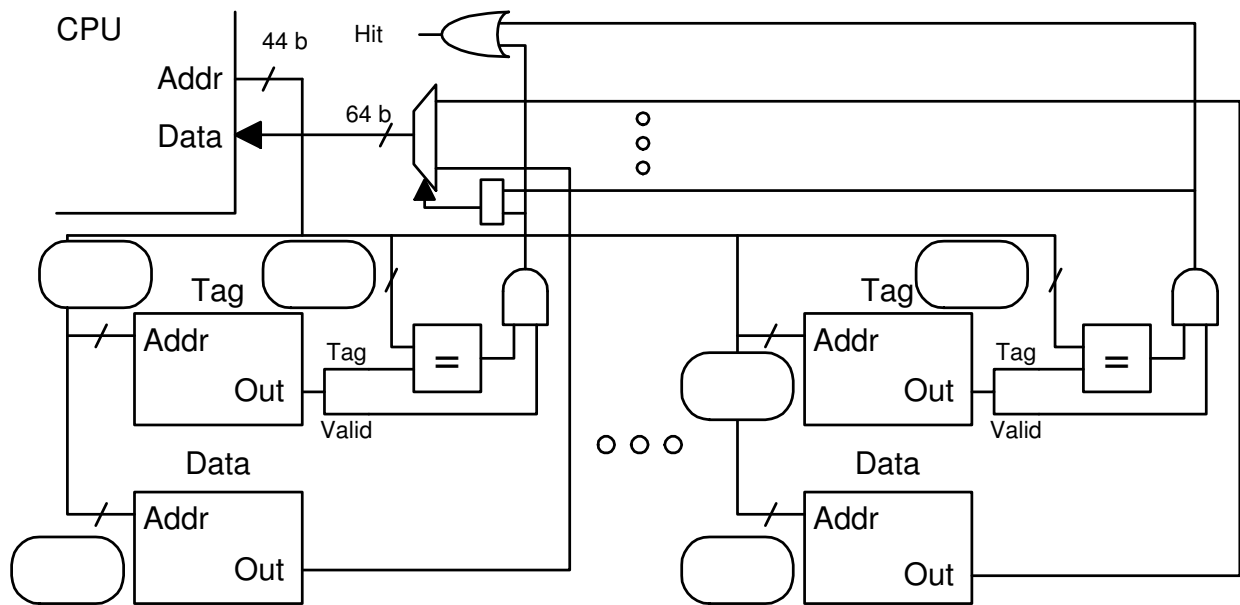 CPU
44 b
Hit
Addr
64 b
Data
Tag
Tag
Addr
Tag
=
Addr
Tag
=
Out
Out
Valid
Valid
Data
Data
Addr
Addr
Out
Out